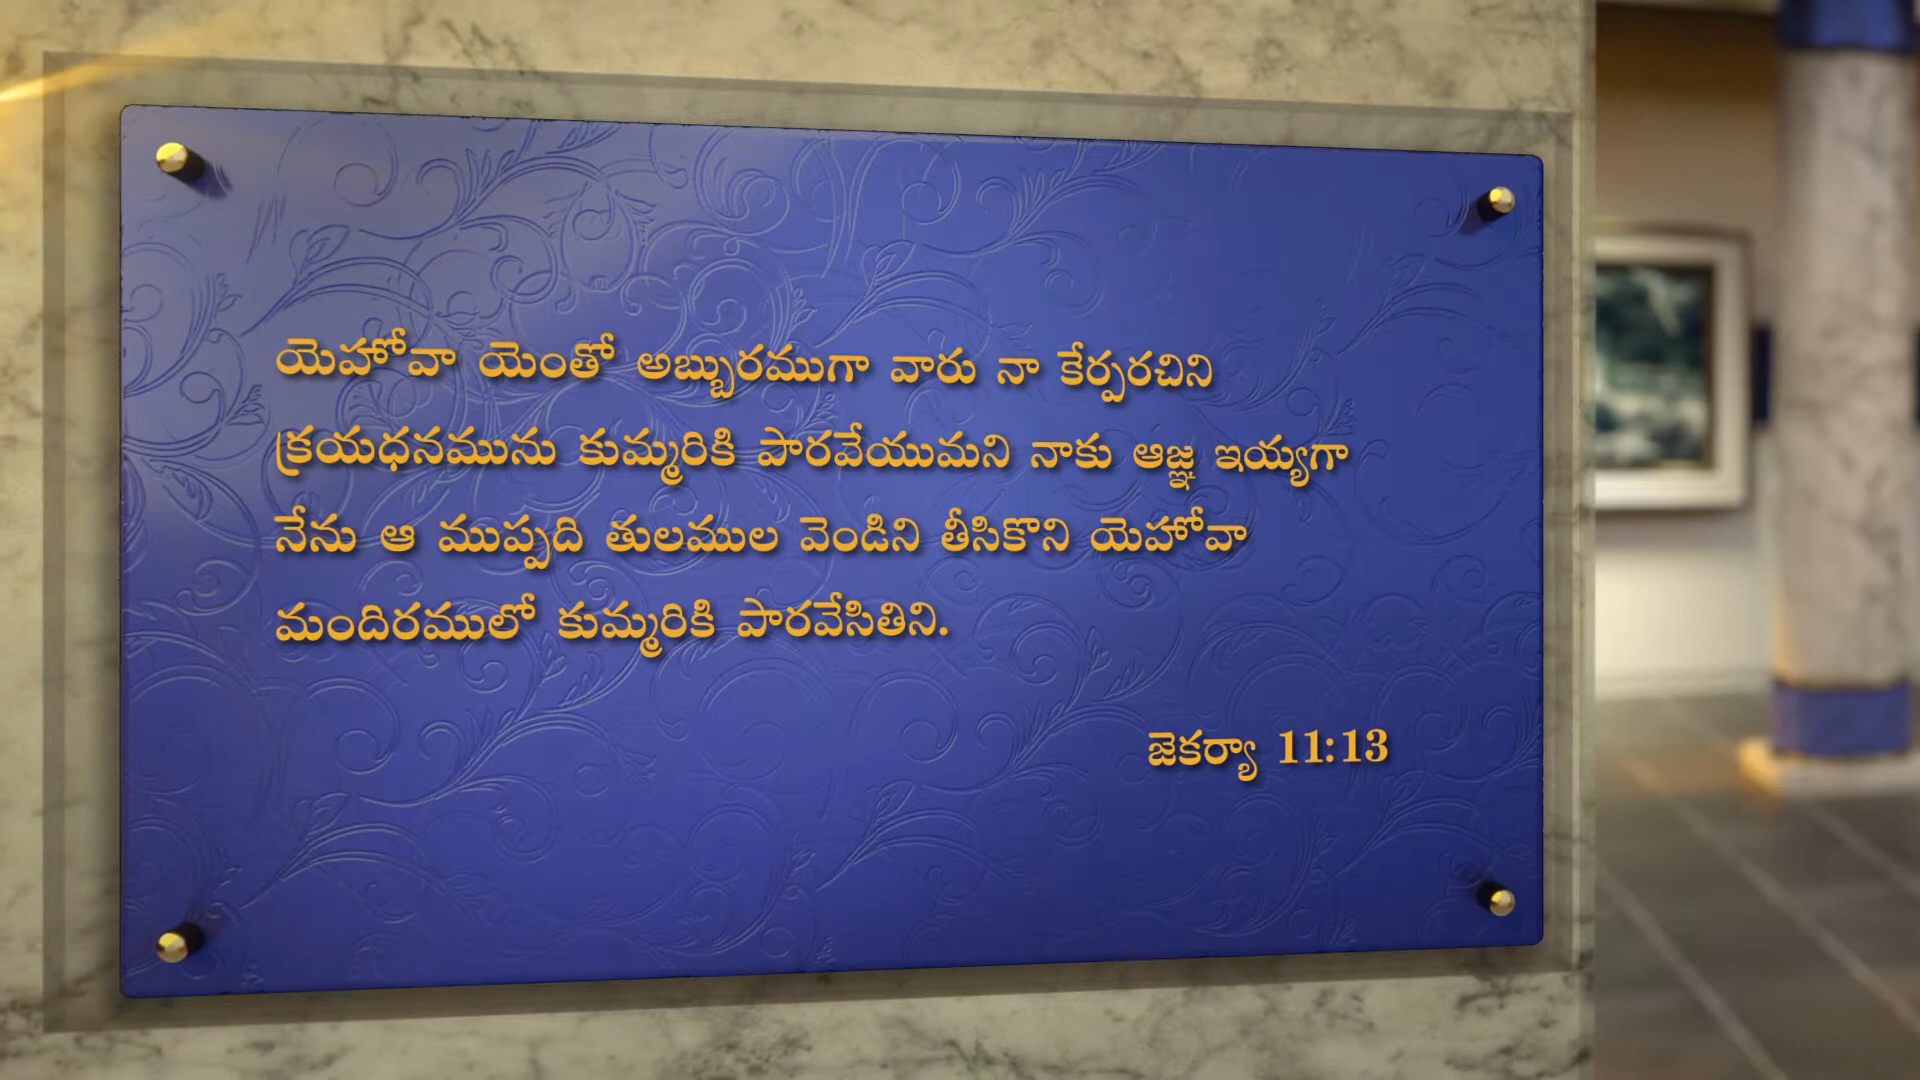 యెహోవా యెంతో అబ్బురముగా వారు నా కేర్పరచిని
క్రయధనమును కుమ్మరికి పారవేయుమని నాకు ఆజ్ఞ ఇయ్యగా
నేను ఆ ముప్పది తులముల వెండిని తీసికొని యెహోవా
మందిరములో కుమ్మరికి పారవేసితిని.
జెకర్యా 11:13